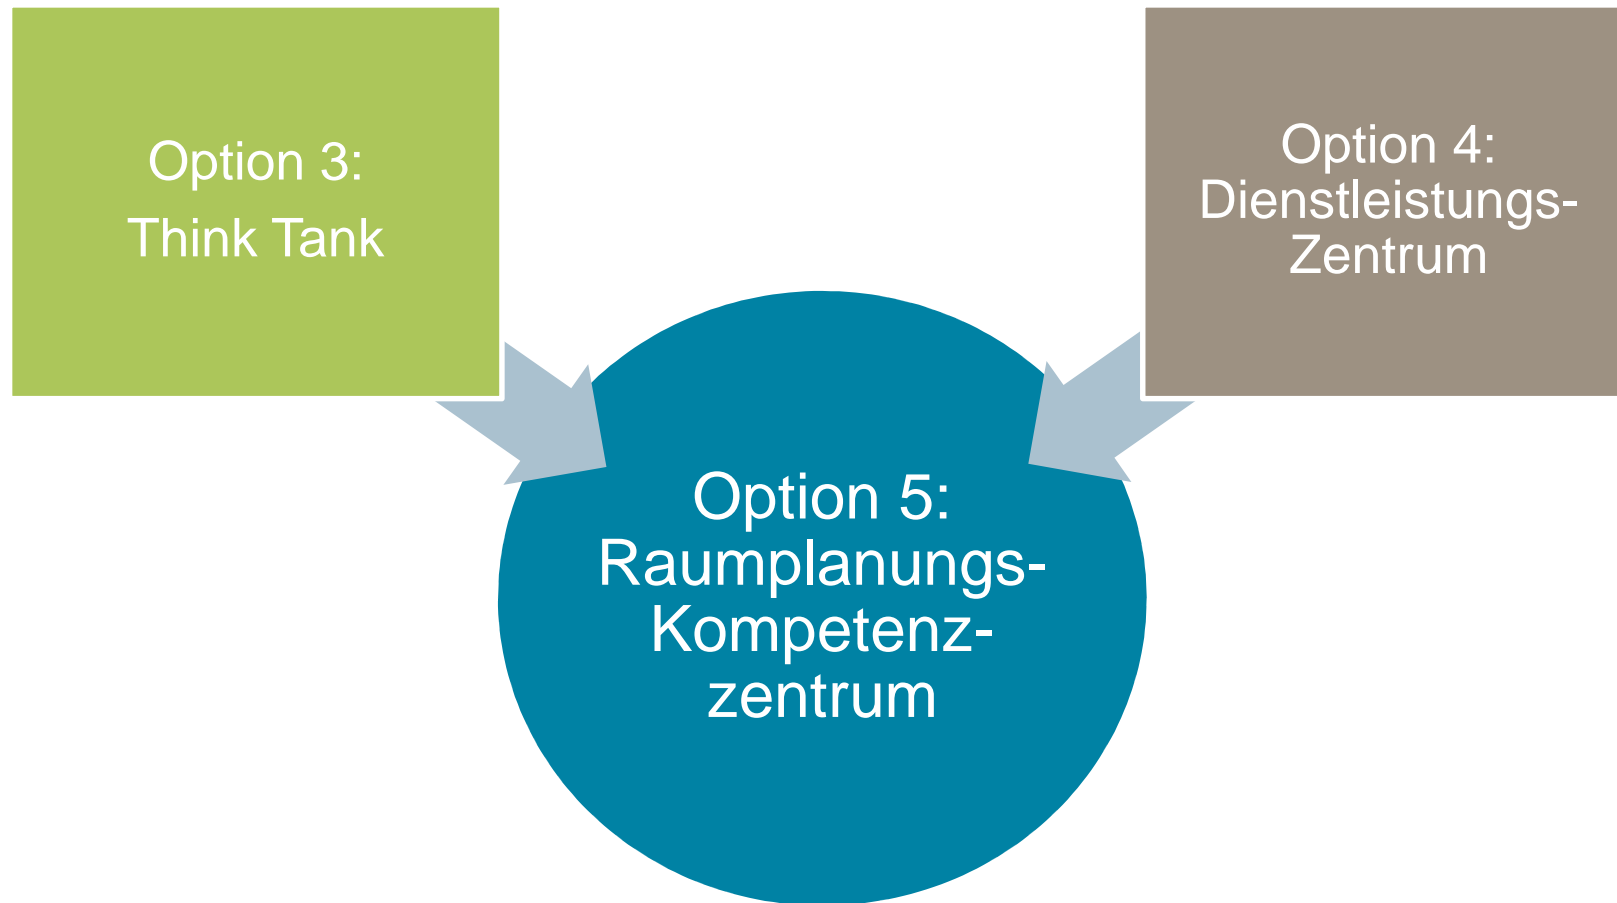 Option 3:
Think Tank
Option 4:
Dienstleistungs-
Zentrum
Option 5:
Raumplanungs-
Kompetenz-
zentrum